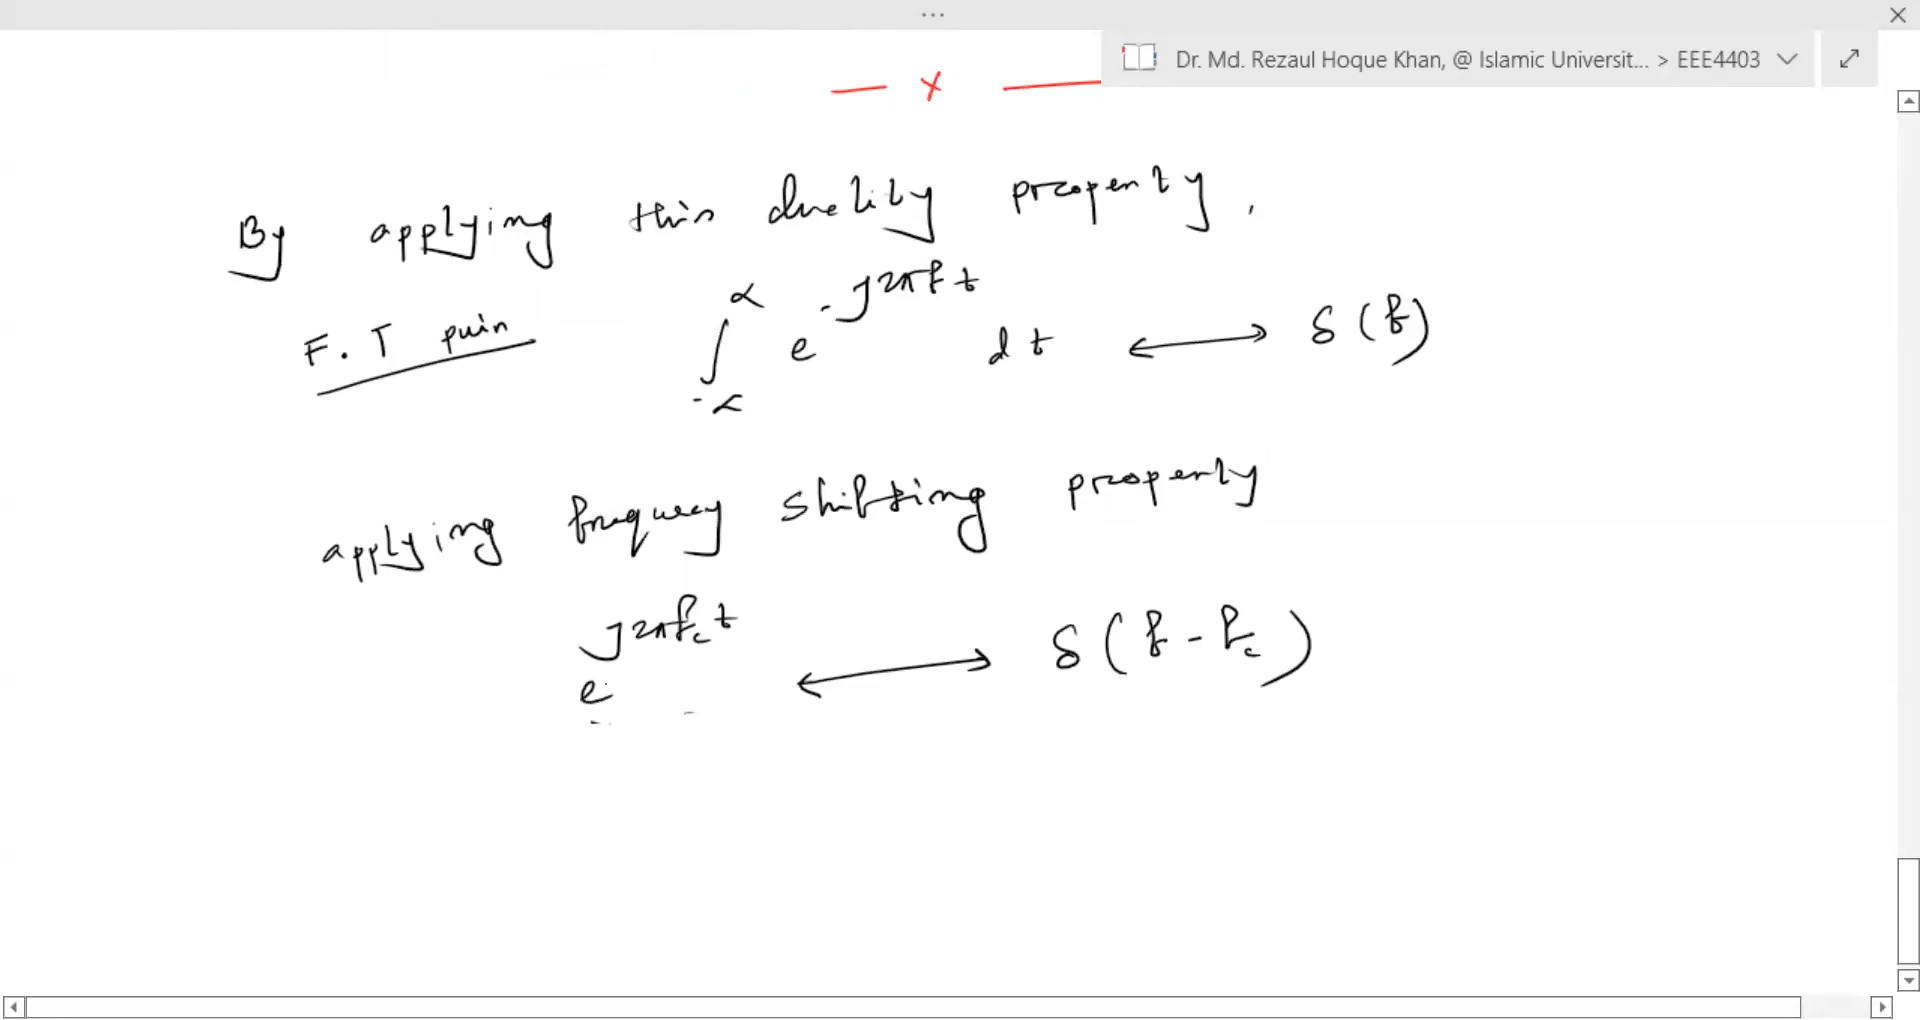 ...
Dr. Md. Rezaul Hoque Khan, @ Islamic Universit... > EEE4403
— x —
By applying this duality property,
F.T pair ∫_{-∞}^{∞} e^{-j2πft} dt ⟷ δ(f)
applying frequency shifting property
e^{j2πf_c t} ⟷ δ(f - f_c)